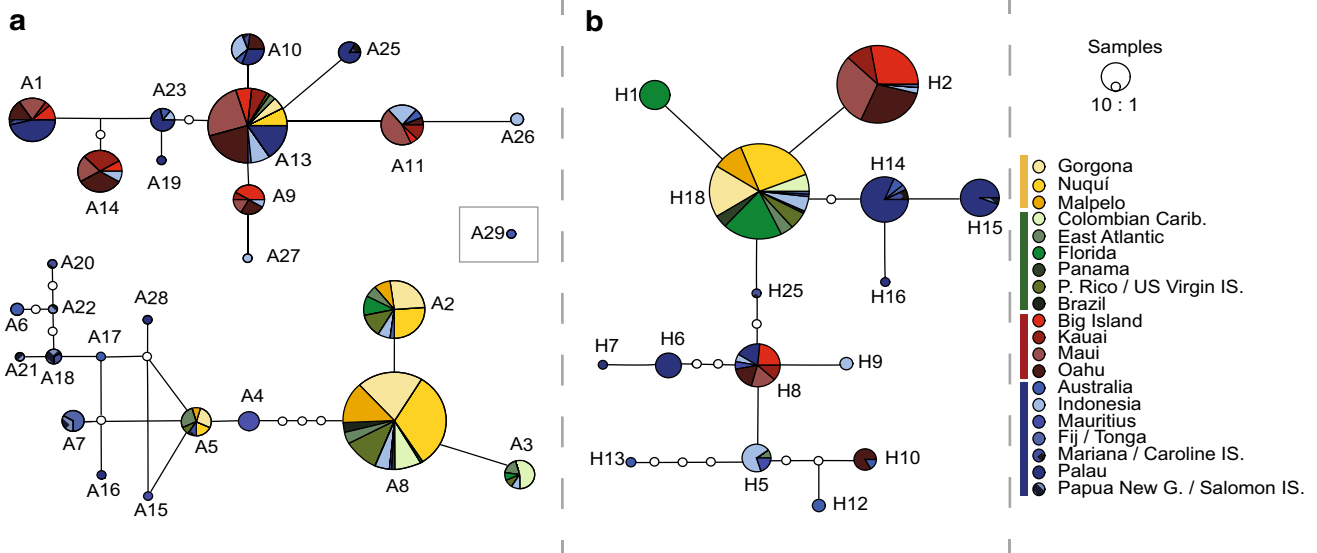 a
A10
A25
A1
A23
A13
A11
A26
A19
A14
A9
A27
A29
A20
A28
A22
A6
A17
A2
A21
A18
A4
A7
A5
A3
A16
A15
A8
b
H1
H2
H18
H14
H15
H16
H25
H7
H6
H8
H9
H13
H5
H10
H12
Samples
10 : 1
Gorgona
Nuquí
Malpelo
Colombian Carib.
East Atlantic
Florida
Panama
P. Rico / US Virgin IS.
Brazil
Big Island
Kauai
Maui
Oahu
Australia
Indonesia
Mauritius
Fij / Tonga
Mariana / Caroline IS.
Palau
Papua New G. / Salomon IS.